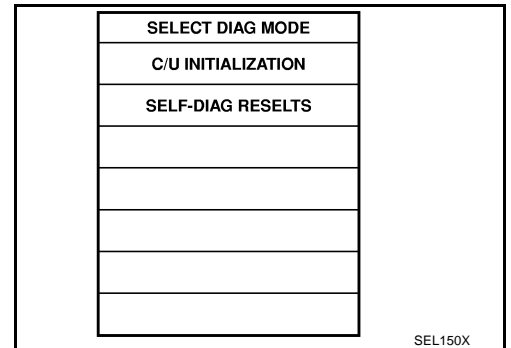 SELECT DIAG MODE
C/U INITIALIZATION
SELF-DIAG RESELTS
SEL150X